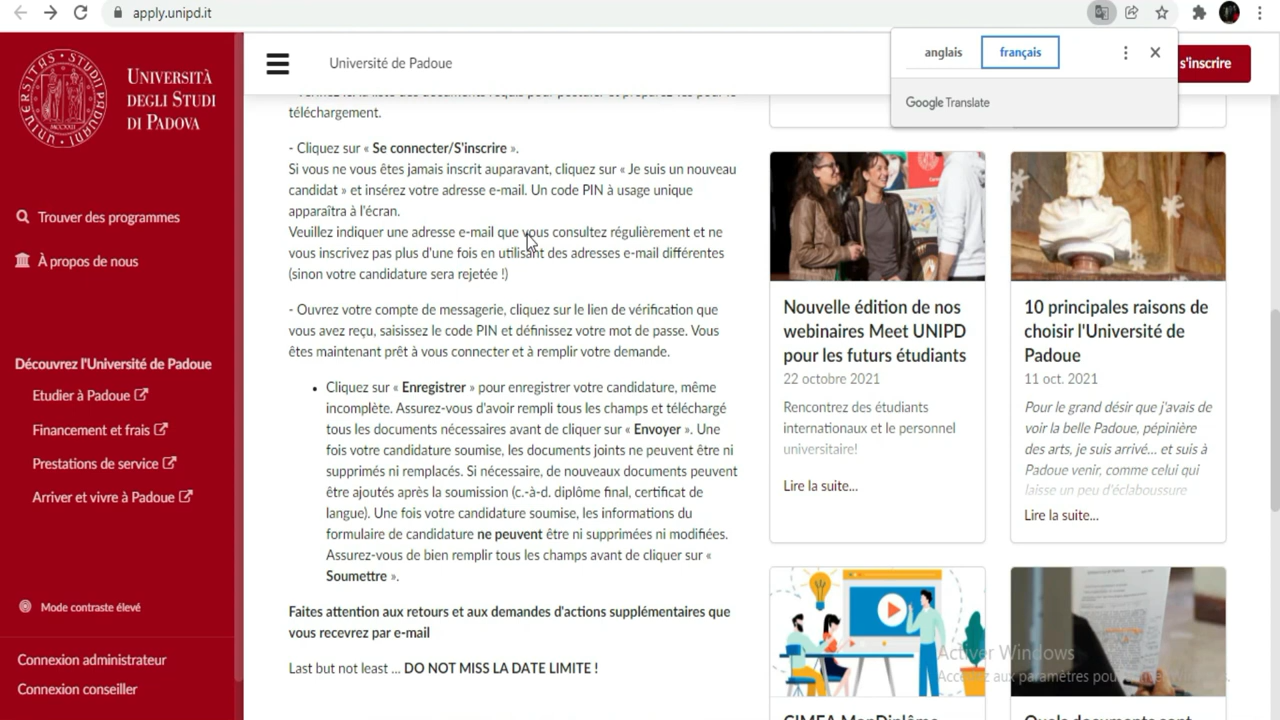 apply.unipd.it
anglais
français
Google Translate
s'inscrire
UNIVERSITÀ
DEGLI STUDI
DI PADOVA
Université de Padoue
Trouver des programmes
À propos de nous
Découvrez l'Université de Padoue
Etudier à Padoue
Financement et frais
Prestations de service
Arriver et vivre à Padoue
Mode contraste élevé
Connexion administrateur
Connexion conseiller
téléchargement.
- Cliquez sur « Se connecter/S'inscrire ».
Si vous ne vous êtes jamais inscrit auparavant, cliquez sur « Je suis un nouveau
candidat » et insérez votre adresse e-mail. Un code PIN à usage unique
apparaîtra à l'écran.
Veuillez indiquer une adresse e-mail que vous consultez régulièrement et ne
vous inscrivez pas plus d'une fois en utilisant des adresses e-mail différentes
(sinon votre candidature sera rejetée !)
- Ouvrez votre compte de messagerie, cliquez sur le lien de vérification que
vous avez reçu, saisissez le code PIN et définissez votre mot de passe. Vous
êtes maintenant prêt à vous connecter et à remplir votre demande.
• Cliquez sur « Enregistrer » pour enregistrer votre candidature, même
incomplète. Assurez-vous d'avoir rempli tous les champs et téléchargé
tous les documents nécessaires avant de cliquer sur « Envoyer ». Une
fois votre candidature soumise, les documents joints ne peuvent être ni
supprimés ni remplacés. Si nécessaire, de nouveaux documents peuvent
être ajoutés après la soumission (c.-à-d. diplôme final, certificat de
langue). Une fois votre candidature soumise, les informations du
formulaire de candidature ne peuvent être ni supprimées ni modifiées.
Assurez-vous de bien remplir tous les champs avant de cliquer sur «
Soumettre ».
Faites attention aux retours et aux demandes d'actions supplémentaires que
vous recevrez par e-mail
Last but not least ... DO NOT MISS LA DATE LIMITE !
Nouvelle édition de nos
webinaires Meet UNIPD
pour les futurs étudiants
22 octobre 2021
Rencontrez des étudiants
internationaux et le personnel
universitaire!
Lire la suite...
10 principales raisons de
choisir l'Université de
Padoue
11 oct. 2021
Pour le grand désir que j'avais de
voir la belle Padoue, pépinière
des arts, je suis arrivé... et suis à
Padoue venir, comme celui qui
laisse un peu d'éclaboussure
Lire la suite...
Activer Windows
Accédez aux paramètres pour